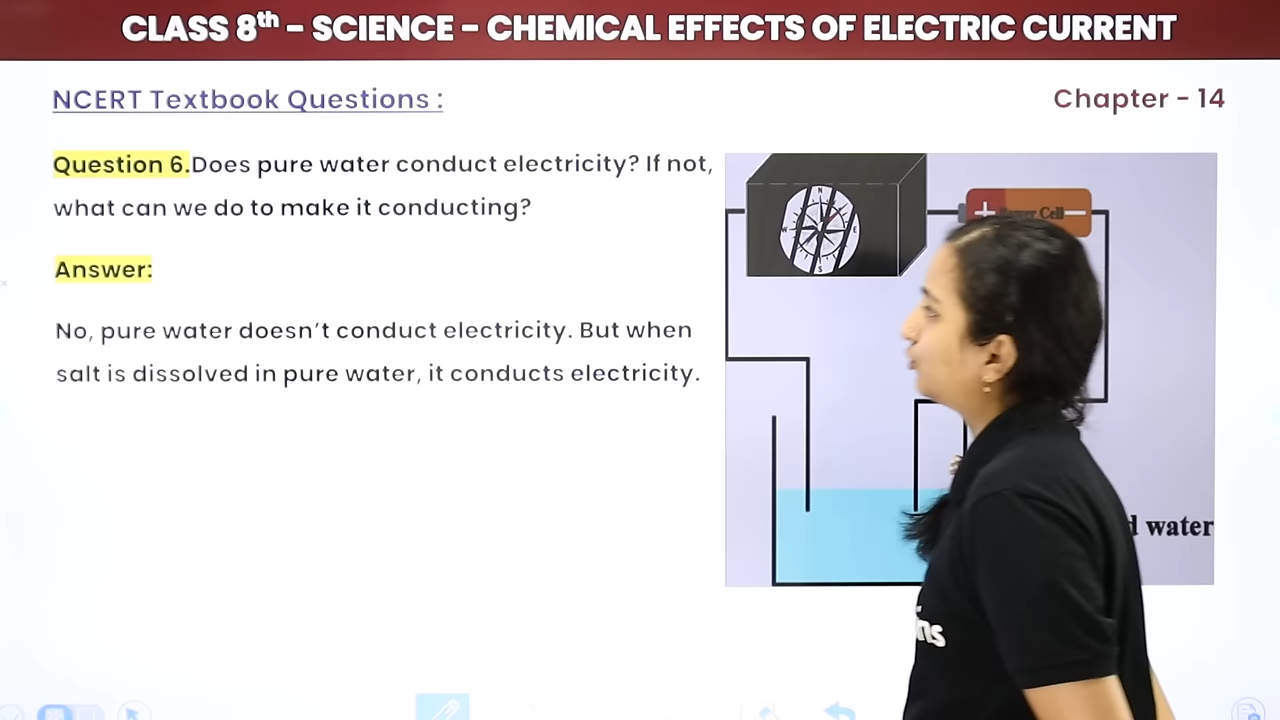 CLASS 8th - SCIENCE - CHEMICAL EFFECTS OF ELECTRIC CURRENT
NCERT Textbook Questions :
Chapter - 14
Question 6.Does pure water conduct electricity? If not,
what can we do to make it conducting?
Answer:
No, pure water doesn't conduct electricity. But when
salt is dissolved in pure water, it conducts electricity.
N
W E
S
+ Cell −
water